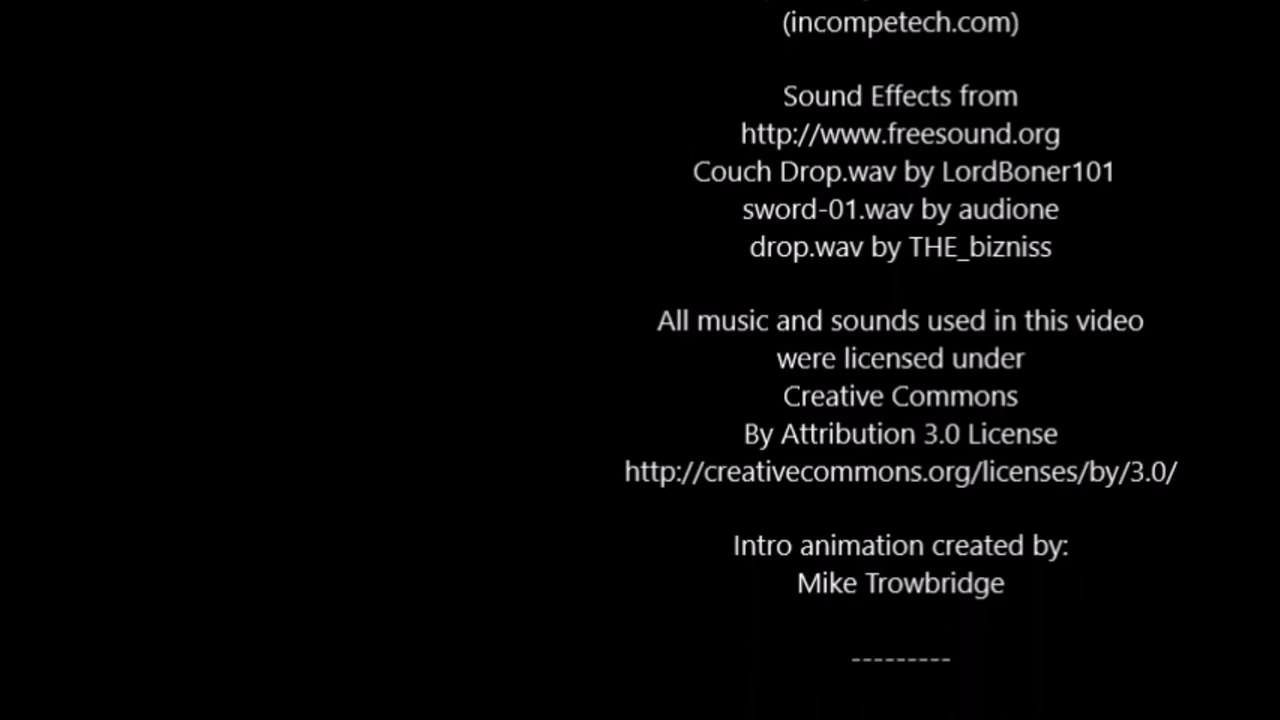 (incompetech.com)
Sound Effects from
http://www.freesound.org
Couch Drop.wav by LordBoner101
sword-01.wav by audione
drop.wav by THE_bizniss
All music and sounds used in this video
were licensed under
Creative Commons
By Attribution 3.0 License
http://creativecommons.org/licenses/by/3.0/
Intro animation created by:
Mike Trowbridge
---------